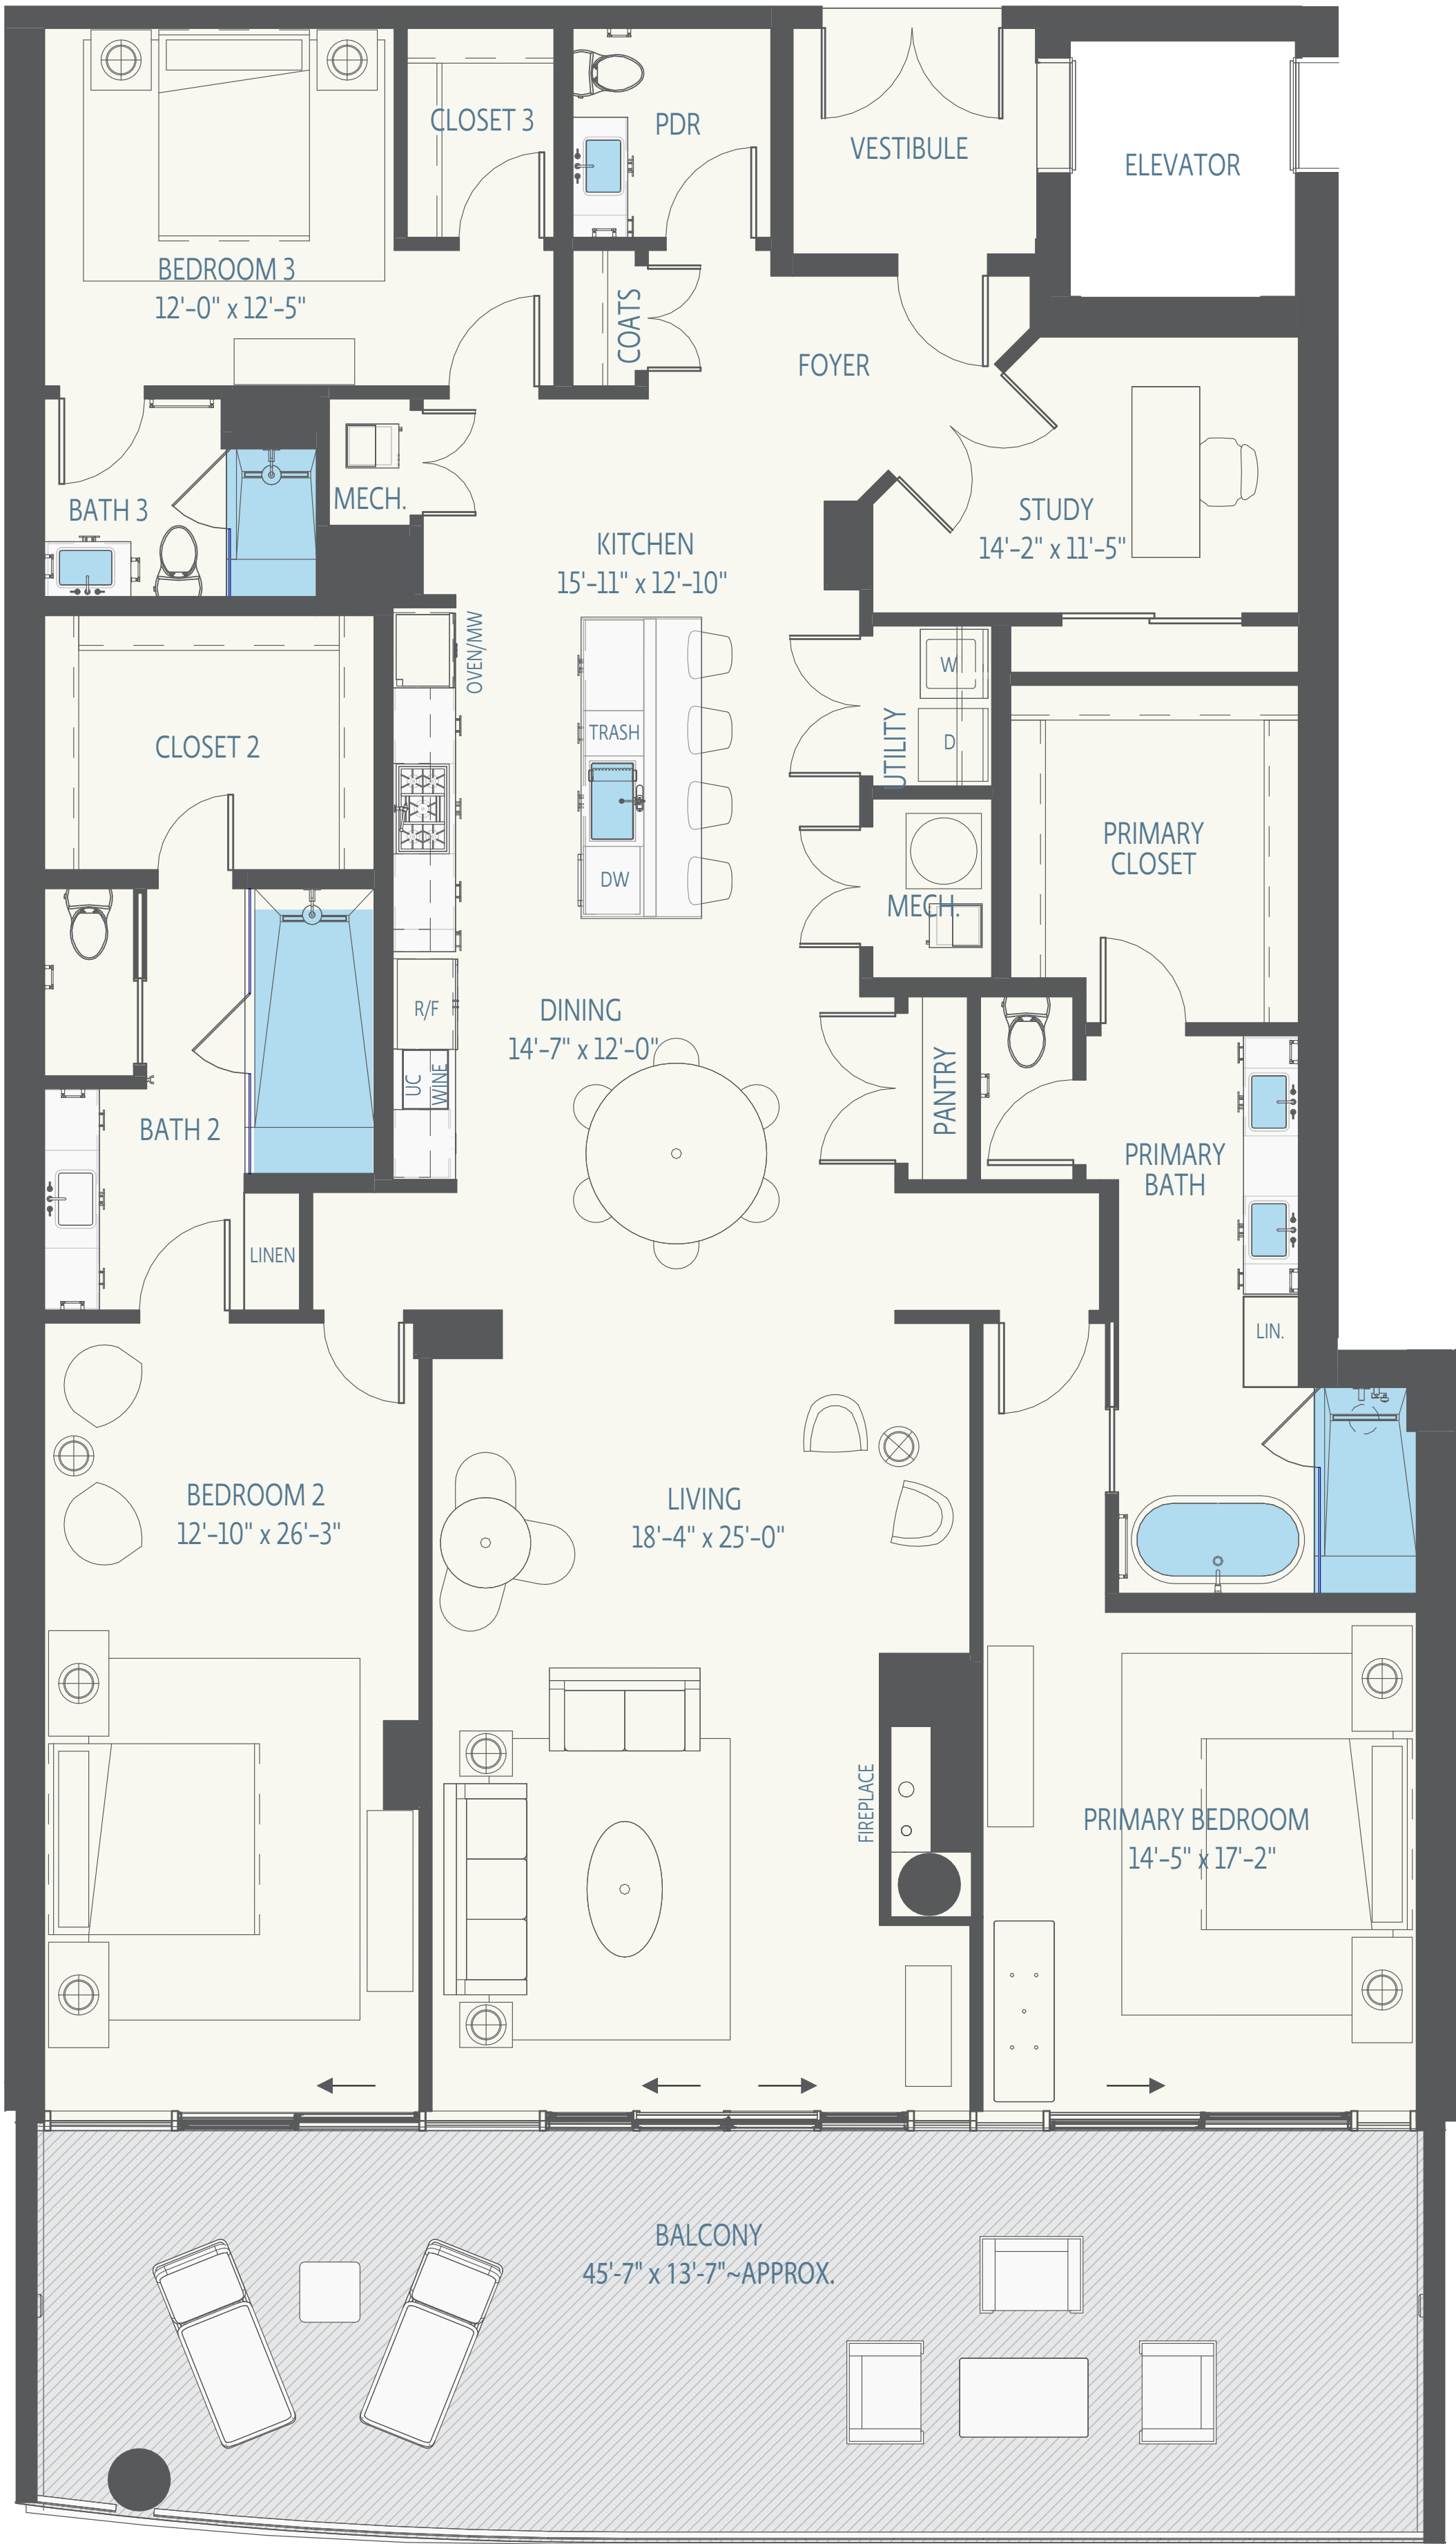 CLOSET 3
PDR
VESTIBULE
ELEVATOR
BEDROOM 3
12'-0" x 12'-5"
COATS
FOYER
MECH.
BATH 3
STUDY
14'-2" x 11'-5"
KITCHEN
15'-11" x 12'-10"
OVEN/MW
W
TRASH
UTILITY
D
CLOSET 2
PRIMARY
CLOSET
DW
MECH.
R/F
DINING
14'-7" x 12'-0"
UC
WINE
PANTRY
BATH 2
PRIMARY
BATH
LINEN
LIN.
BEDROOM 2
12'-10" x 26'-3"
LIVING
18'-4" x 25'-0"
FIREPLACE
PRIMARY BEDROOM
14'-5" x 17'-2"
BALCONY
45'-7" x 13'-7"~APPROX.